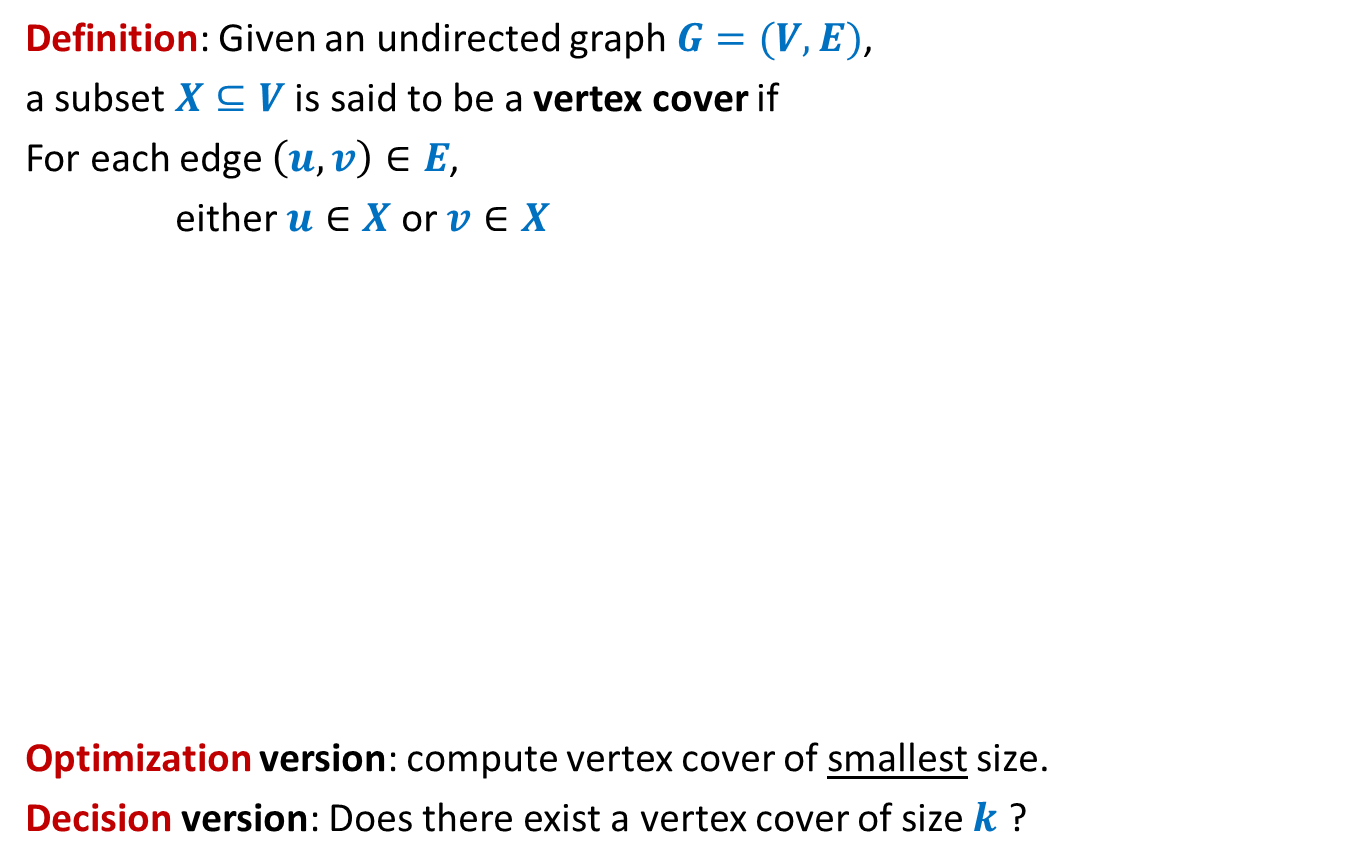 Definition: Given an undirected graph G = (V, E),
a subset X ⊆ V is said to be a vertex cover if
For each edge (u, v) ∈ E,
either u ∈ X or v ∈ X
Optimization version: compute vertex cover of smallest size.
Decision version: Does there exist a vertex cover of size k ?